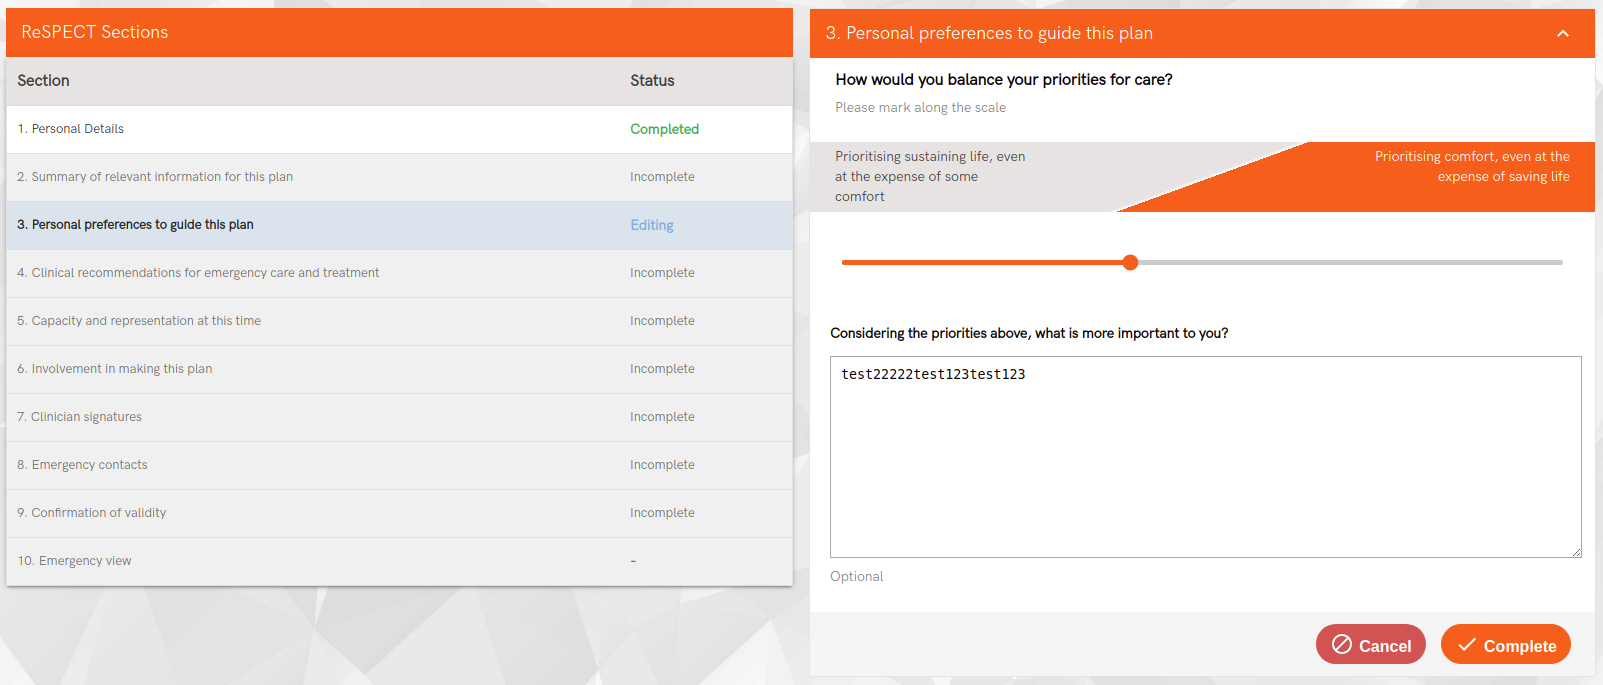 ReSPECT Sections
Section Status
1. Personal Details Completed
2. Summary of relevant information for this plan Incomplete
3. Personal preferences to guide this plan Editing
4. Clinical recommendations for emergency care and treatment Incomplete
5. Capacity and representation at this time Incomplete
6. Involvement in making this plan Incomplete
7. Clinician signatures Incomplete
8. Emergency contacts Incomplete
9. Confirmation of validity Incomplete
10. Emergency view -
3. Personal preferences to guide this plan
How would you balance your priorities for care?
Please mark along the scale
Prioritising sustaining life, even
at the expense of some
comfort
Prioritising comfort, even at the
expense of saving life
Considering the priorities above, what is more important to you?
test22222test123test123
Optional
Cancel Complete